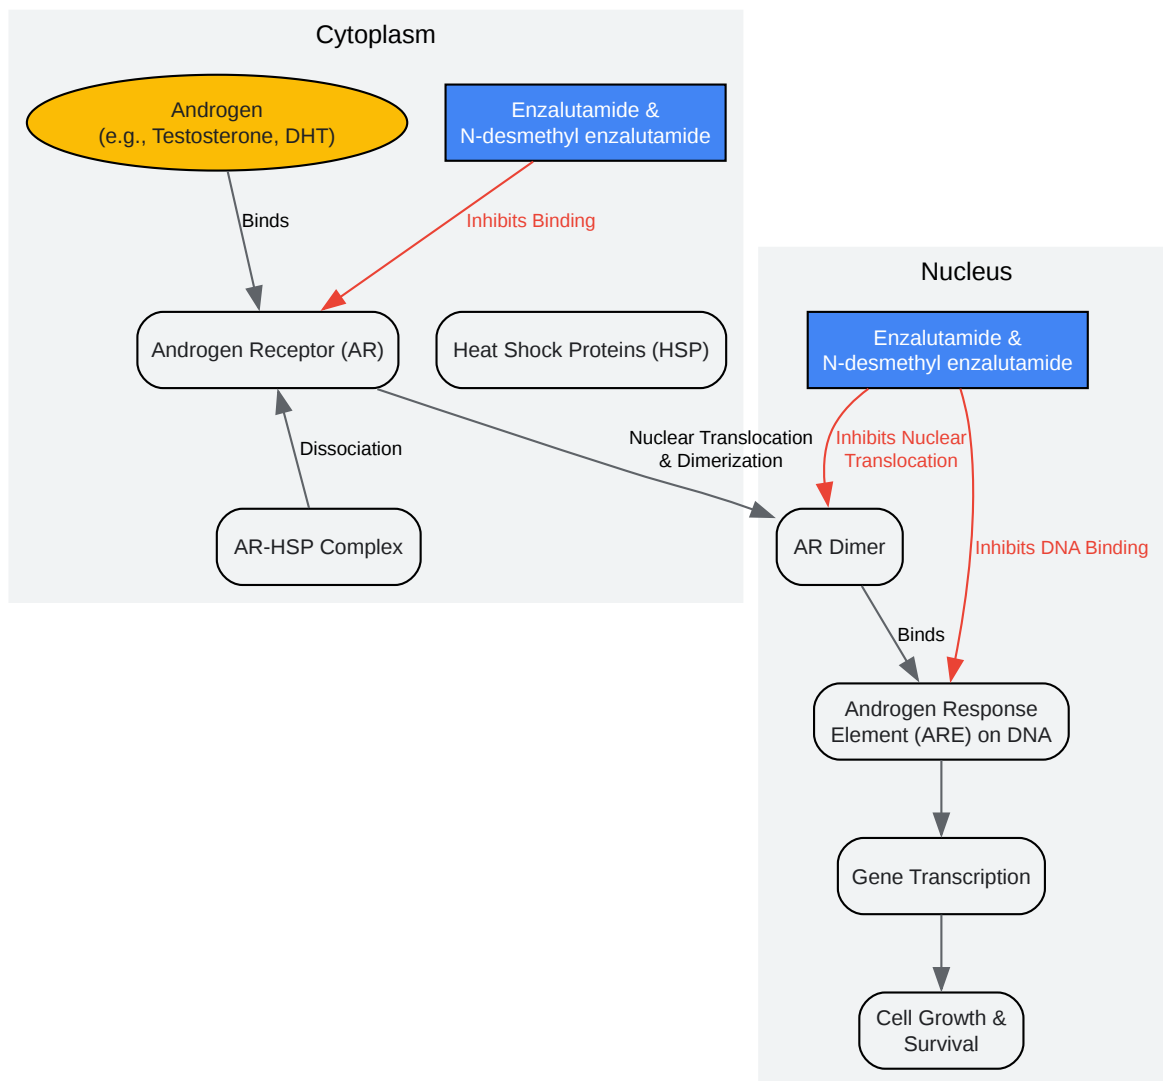 Cytoplasm
Androgen
(e.g., Testosterone, DHT)
Enzalutamide &
N-desmethyl enzalutamide
Binds
Inhibits Binding
Androgen Receptor (AR)
Heat Shock Proteins (HSP)
Dissociation
AR-HSP Complex
Nuclear Translocation
& Dimerization
Nucleus
Enzalutamide &
N-desmethyl enzalutamide
Inhibits Nuclear
Translocation
AR Dimer
Inhibits DNA Binding
Binds
Androgen Response
Element (ARE) on DNA
Gene Transcription
Cell Growth &
Survival